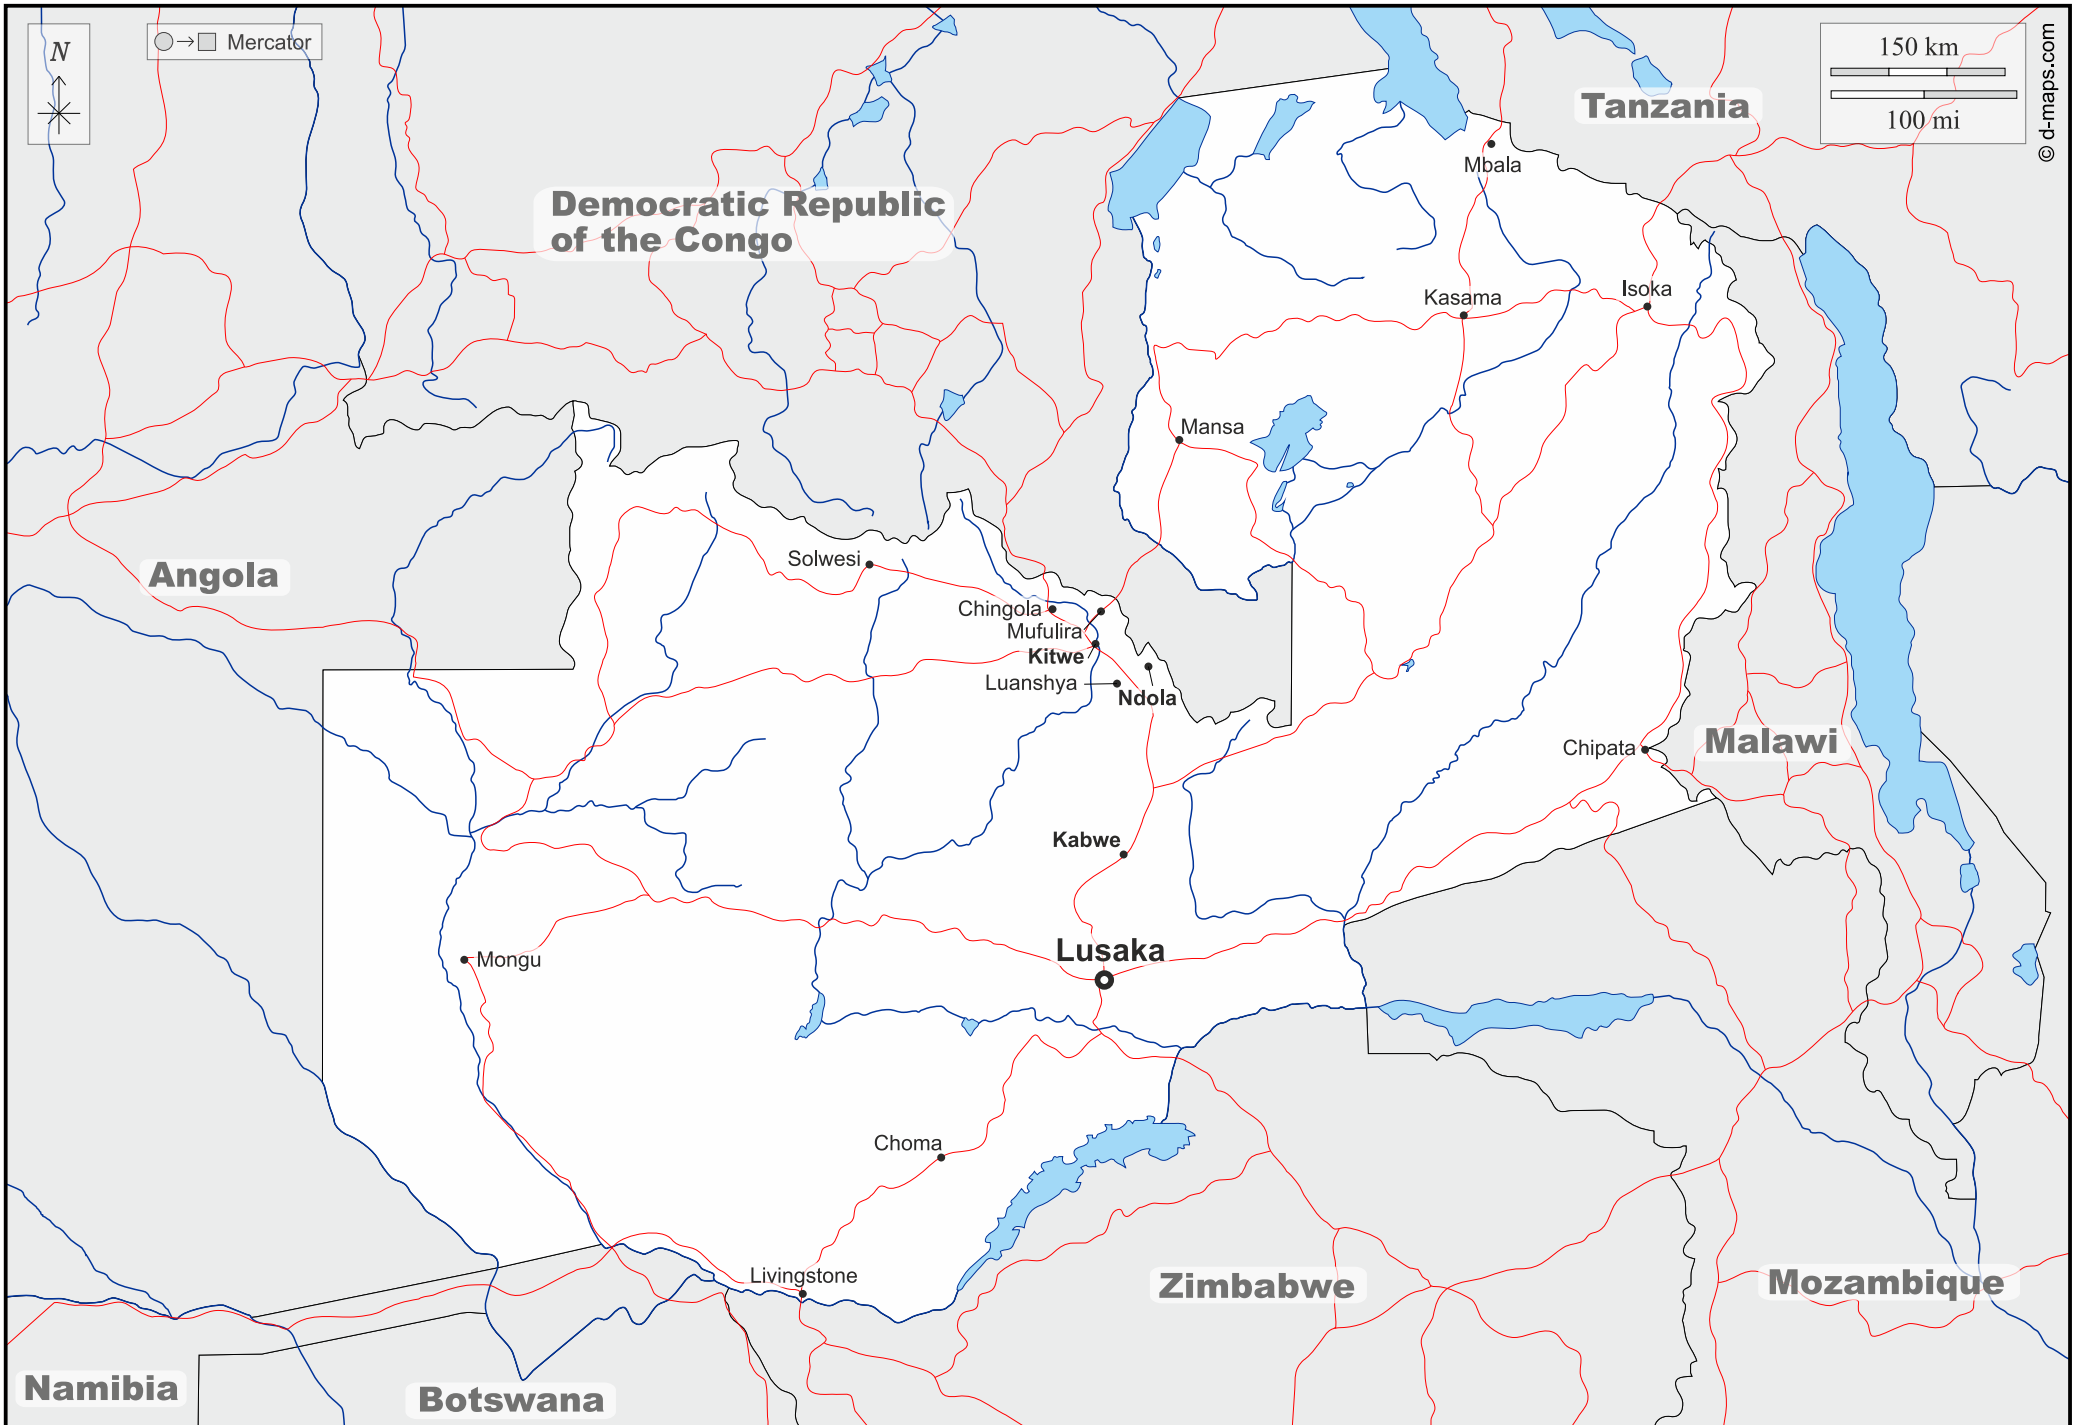 N
Mercator
150 km
100 mi
© d-maps.com
Tanzania
Mbala
Democratic Republic
of the Congo
Kasama
Isoka
Mansa
Solwesi
Angola
Chingola
Mufulira
Kitwe
Luanshya
Ndola
Chipata
Malawi
Kabwe
Lusaka
Mongu
Choma
Livingstone
Zimbabwe
Mozambique
Namibia
Botswana